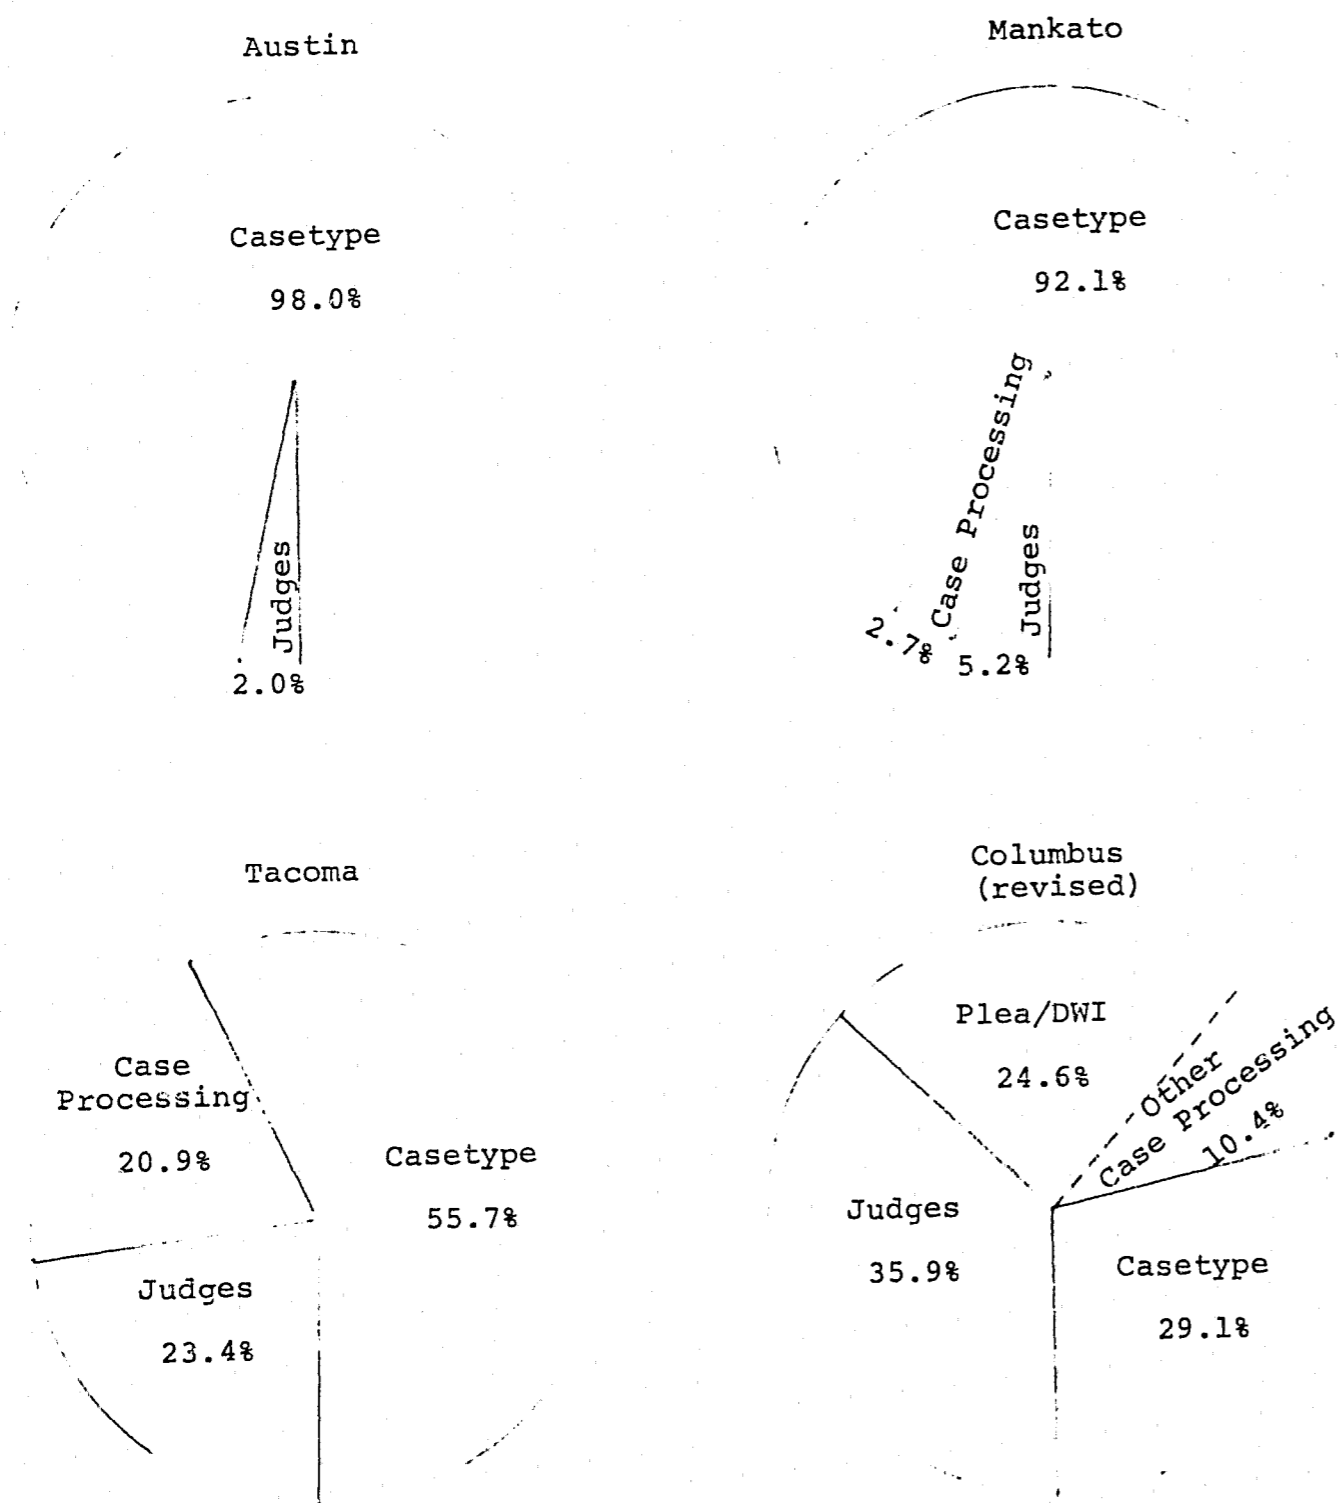 Austin
Casetype
98.0%
Judges
2.0%
Mankato
Casetype
92.1%
Case Processing
2.7%
Judges
5.2%
Tacoma
Case
Processing
20.9%
Casetype
55.7%
Judges
23.4%
Columbus
(revised)
Plea/DWI
24.6%
Other
Case Processing
10.4%
Judges
35.9%
Casetype
29.1%